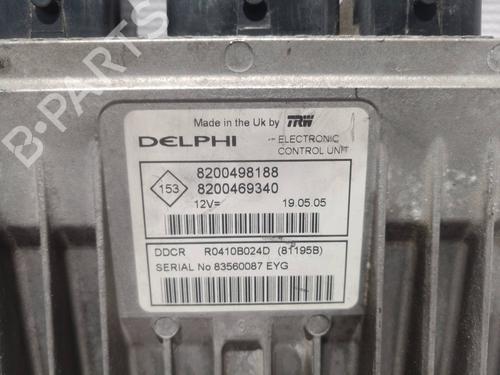 Made in the Uk by TRW
DELPHI
ELECTRONIC
CONTROL UNIT
8200498188
153
8200469340
12V=
19.05.05
DDCR R0410B024D (81195B)
SERIAL No 83560087 EYG
B-PARTS